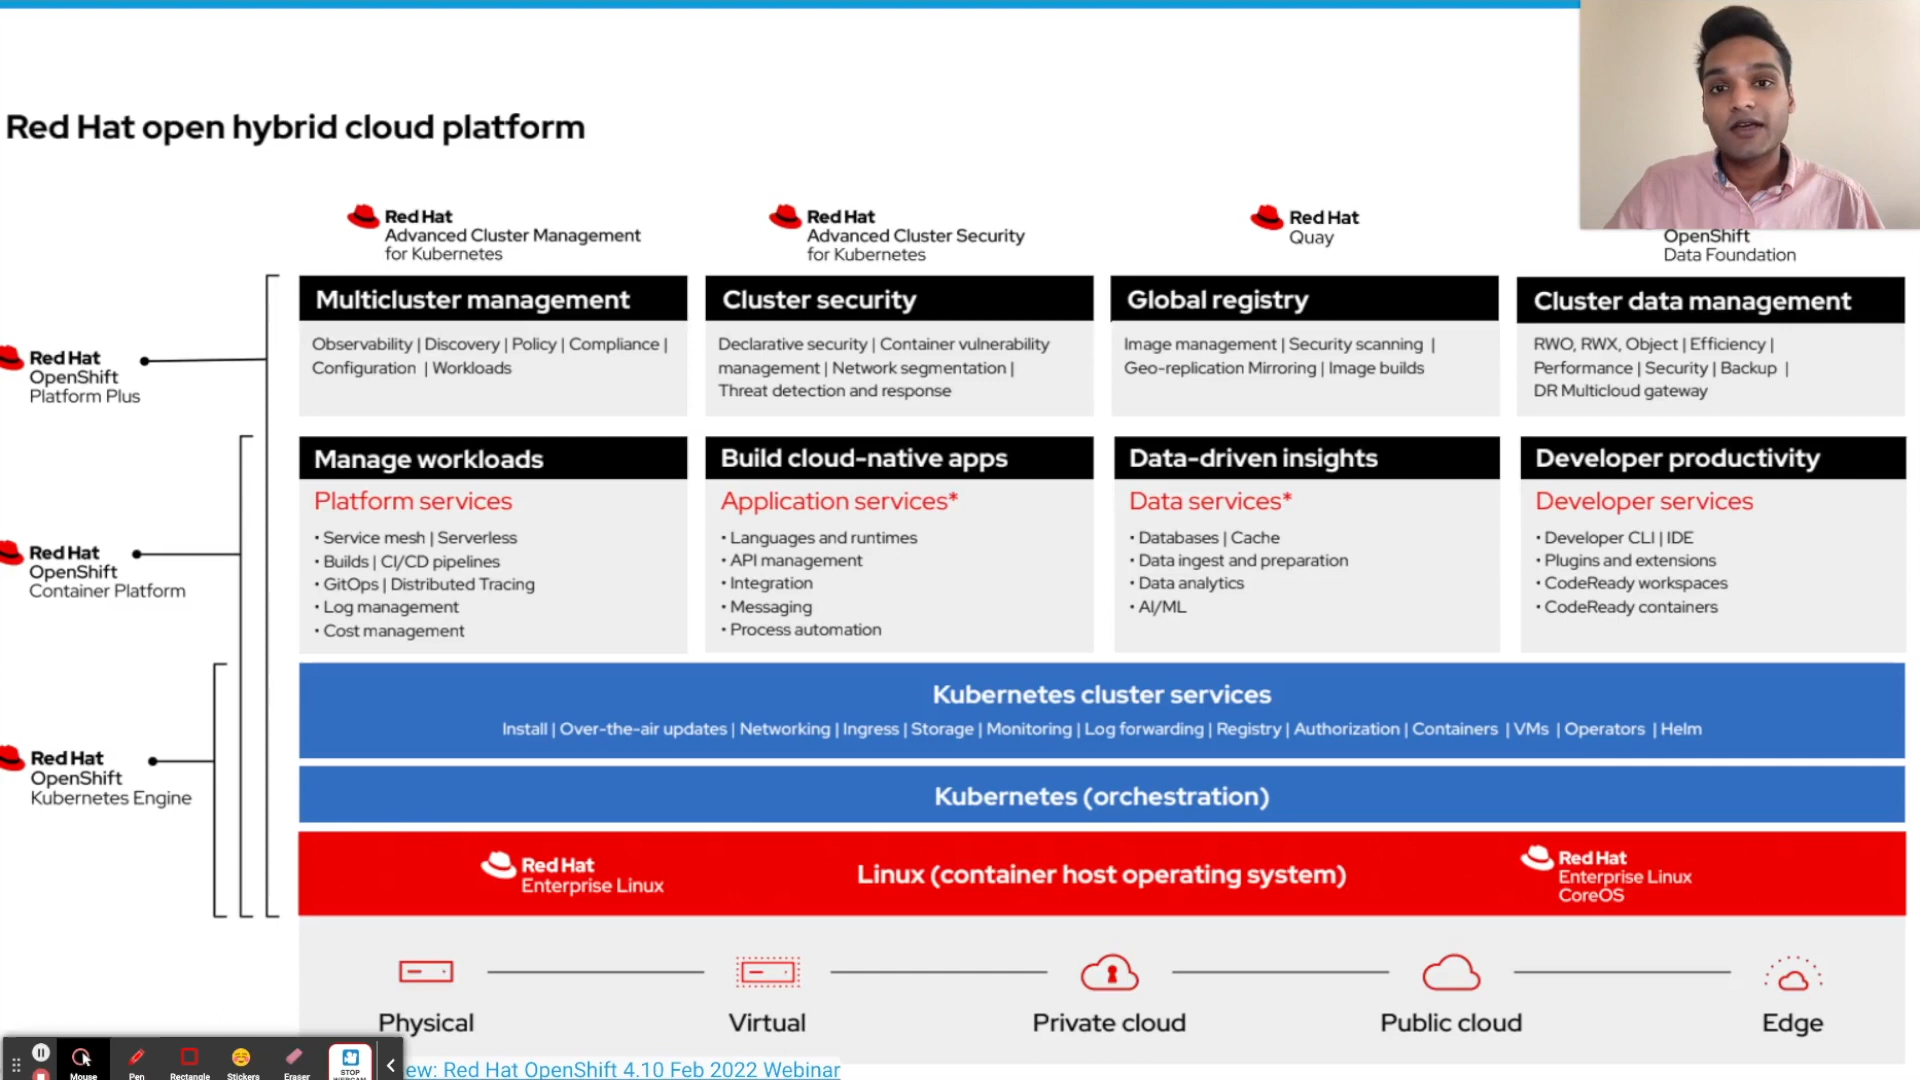 Red Hat open hybrid cloud platform
Red Hat
Advanced Cluster Management
for Kubernetes
Red Hat
Advanced Cluster Security
for Kubernetes
Red Hat
Quay
OpenShift
Data Foundation
Red Hat
OpenShift
Platform Plus
Multicluster management
Observability | Discovery | Policy | Compliance |
Configuration | Workloads
Cluster security
Declarative security | Container vulnerability
management | Network segmentation |
Threat detection and response
Global registry
Image management | Security scanning |
Geo-replication Mirroring | Image builds
Cluster data management
RWO, RWX, Object | Efficiency |
Performance | Security | Backup |
DR Multicloud gateway
Red Hat
OpenShift
Container Platform
Manage workloads
Platform services
• Service mesh | Serverless
• Builds | CI/CD pipelines
• GitOps | Distributed Tracing
• Log management
• Cost management
Build cloud-native apps
Application services*
• Languages and runtimes
• API management
• Integration
• Messaging
• Process automation
Data-driven insights
Data services*
• Databases | Cache
• Data ingest and preparation
• Data analytics
• AI/ML
Developer productivity
Developer services
• Developer CLI | IDE
• Plugins and extensions
• CodeReady workspaces
• CodeReady containers
Red Hat
OpenShift
Kubernetes Engine
Kubernetes cluster services
Install | Over-the-air updates | Networking | Ingress | Storage | Monitoring | Log forwarding | Registry | Authorization | Containers | VMs | Operators | Helm
Kubernetes (orchestration)
Red Hat
Enterprise Linux
Linux (container host operating system)
Red Hat
Enterprise Linux
CoreOS
Physical
Virtual
Private cloud
Public cloud
Edge
ew: Red Hat OpenShift 4.10 Feb 2022 Webinar
Mouse
Pen
Rectangle
Stickers
Eraser
STOP